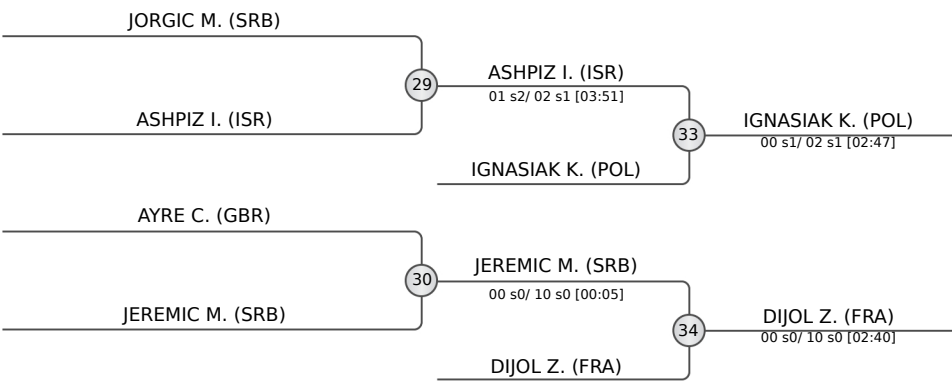 JORGIC M. (SRB)
29
ASHPIZ I. (ISR)
ASHPIZ I. (ISR)
01 s2/ 02 s1 [03:51]
33
IGNASIAK K. (POL)
IGNASIAK K. (POL)
00 s1/ 02 s1 [02:47]
AYRE C. (GBR)
30
JEREMIC M. (SRB)
JEREMIC M. (SRB)
00 s0/ 10 s0 [00:05]
34
DIJOL Z. (FRA)
DIJOL Z. (FRA)
00 s0/ 10 s0 [02:40]